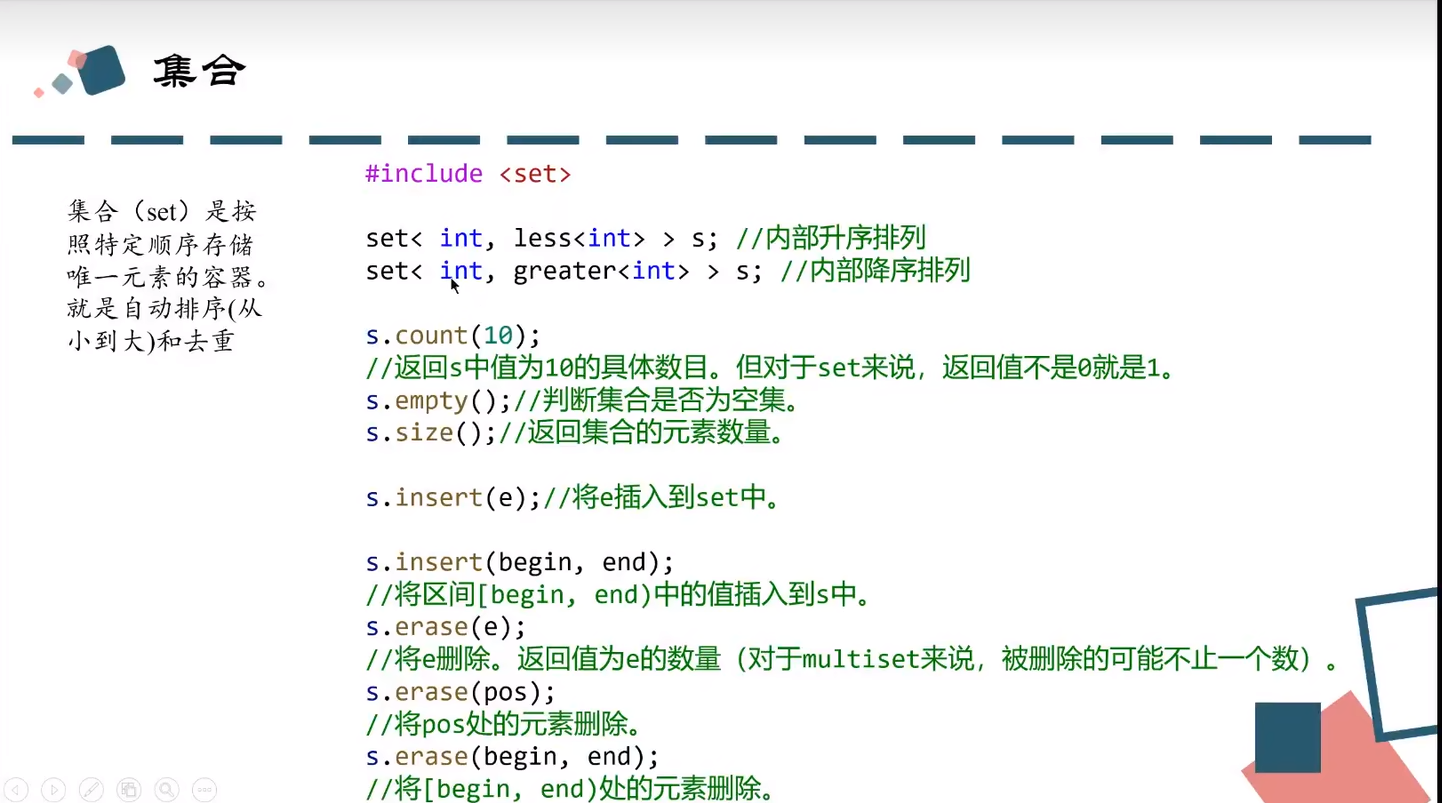 集合
集合（set）是按
照特定顺序存储
唯一元素的容器。
就是自动排序(从
小到大)和去重
#include <set>
set< int, less<int> > s; //内部升序排列
set< int, greater<int> > s; //内部降序排列
s.count(10);
//返回s中值为10的具体数目。但对于set来说，返回值不是0就是1。
s.empty();//判断集合是否为空集。
s.size();//返回集合的元素数量。
s.insert(e);//将e插入到set中。
s.insert(begin, end);
//将区间[begin, end)中的值插入到s中。
s.erase(e);
//将e删除。返回值为e的数量（对于multiset来说，被删除的可能不止一个数）。
s.erase(pos);
//将pos处的元素删除。
s.erase(begin, end);
//将[begin, end)处的元素删除。